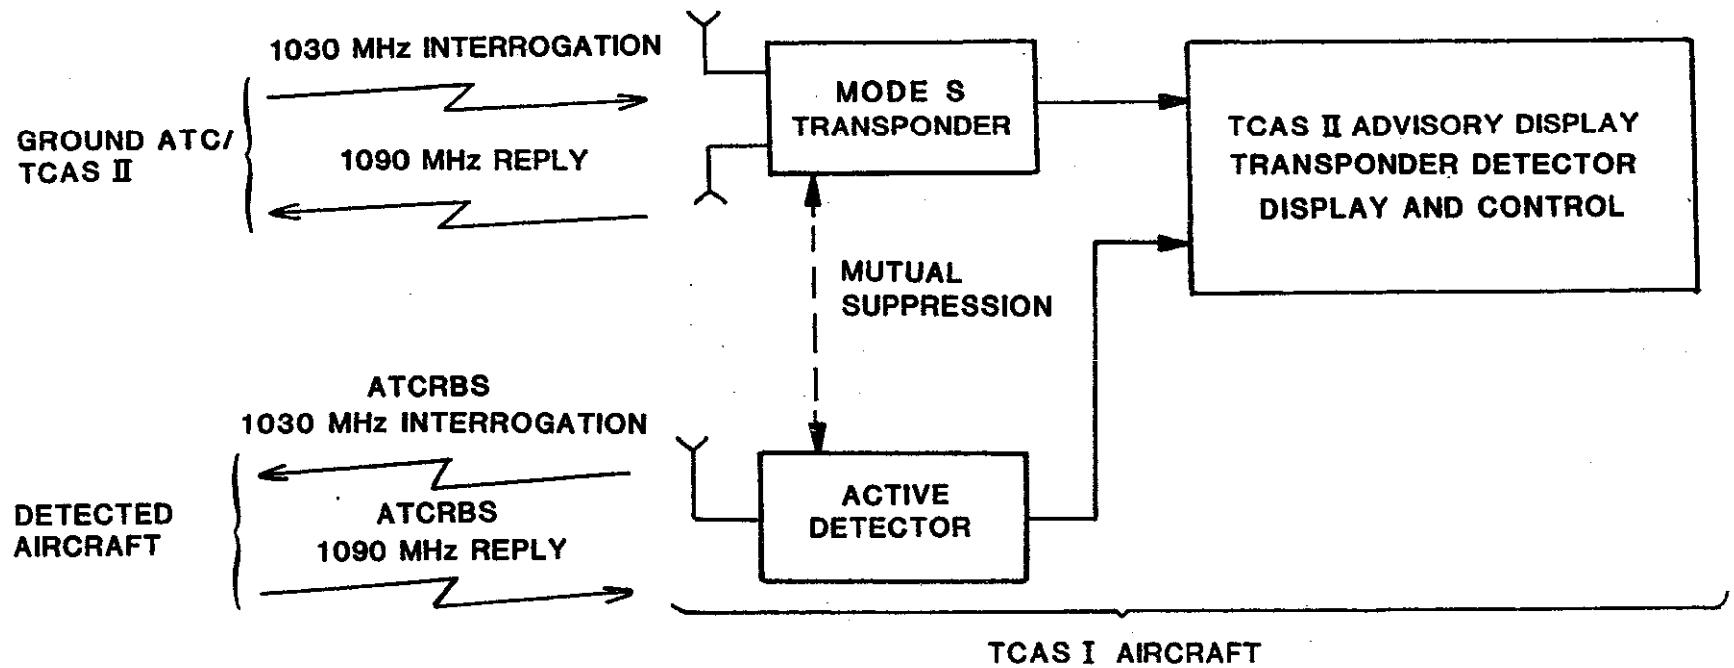 1030 MHz INTERROGATION
GROUND ATC/
TCAS II
1090 MHz REPLY
MODE S
TRANSPONDER
TCAS II ADVISORY DISPLAY
TRANSPONDER DETECTOR
DISPLAY AND CONTROL
MUTUAL
SUPPRESSION
ATCRBS
1030 MHz INTERROGATION
DETECTED
AIRCRAFT
ATCRBS
1090 MHz REPLY
ACTIVE
DETECTOR
TCAS I AIRCRAFT